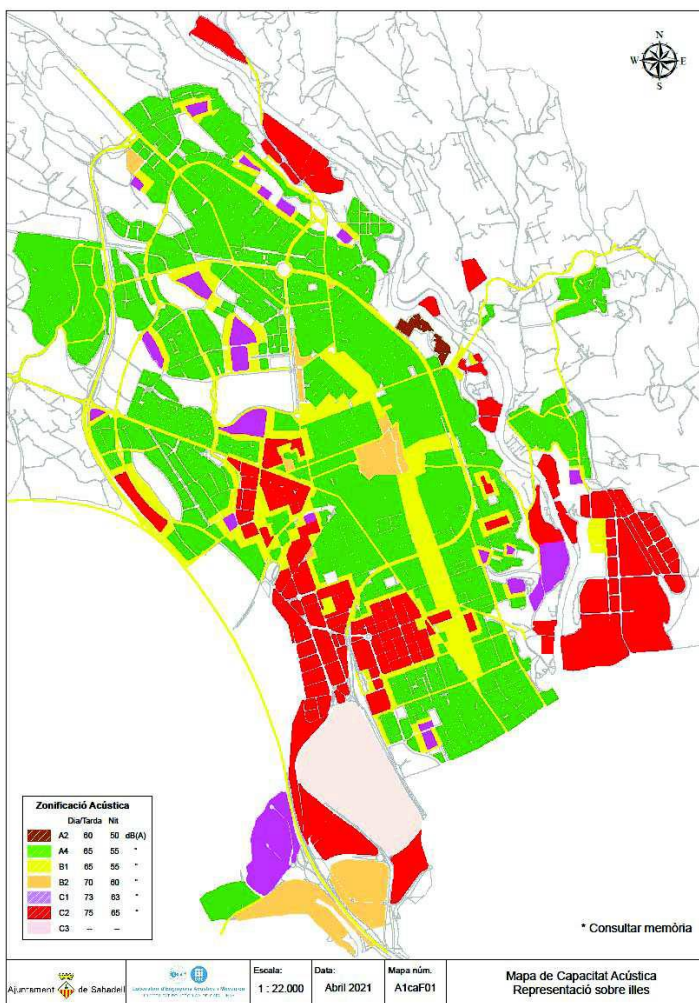 N
W E
S
Zonificació Acústica
Dia/Tarda Nit
A2 60 50 dB(A)
A4 65 55 "
B1 65 55 "
B2 70 60 "
C1 73 63 "
C2 75 65 "
C3 -- --
* Consultar memòria
Ajuntament de Sabadell
Escala:
1 : 22.000
Data:
Abril 2021
Mapa núm.
A1caF01
Mapa de Capacitat Acústica
Representació sobre illes